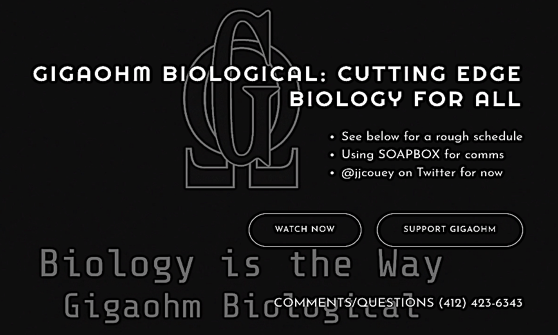 GIGAOHM BIOLOGICAL: CUTTING EDGE
BIOLOGY FOR ALL
• See below for a rough schedule
• Using SOAPBOX for comms
• @jjcouey on Twitter for now
WATCH NOW
SUPPORT GIGAOHM
Biology is the Way
Gigaohm Biological
COMMENTS/QUESTIONS (412) 423-6343